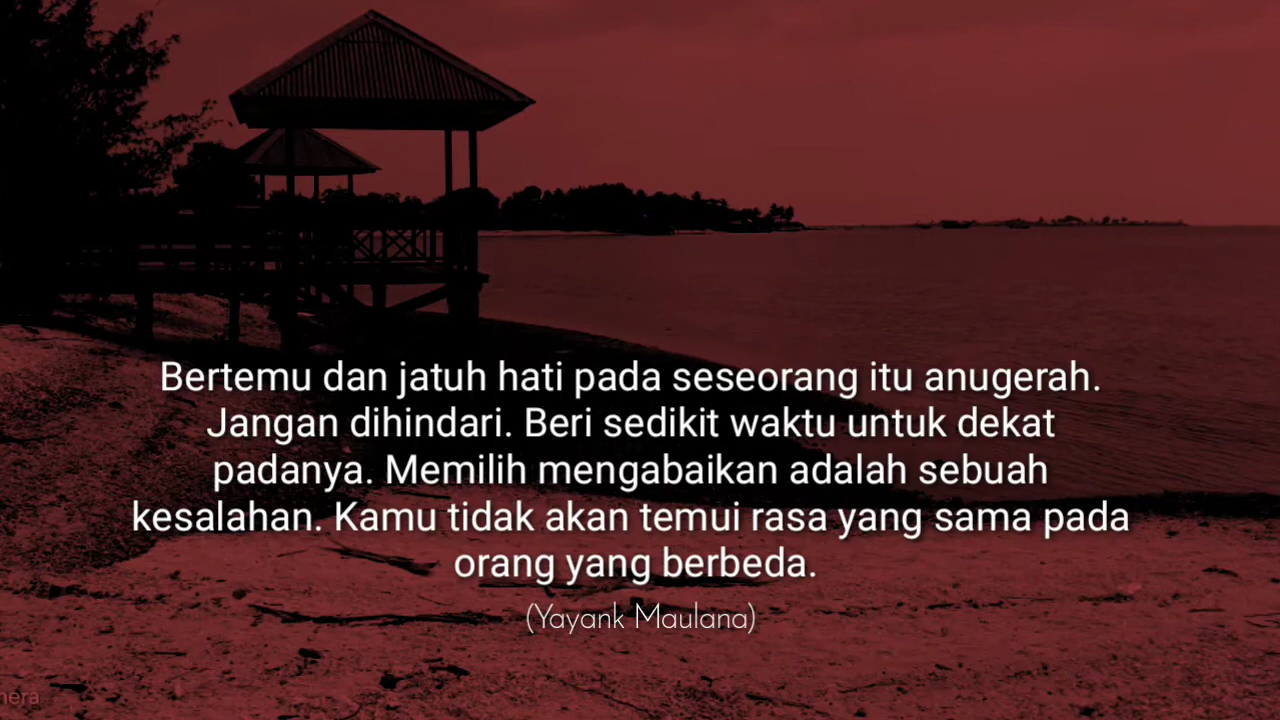 Bertemu dan jatuh hati pada seseorang itu anugerah.
Jangan dihindari. Beri sedikit waktu untuk dekat
padanya. Memilih mengabaikan adalah sebuah
kesalahan. Kamu tidak akan temui rasa yang sama pada
orang yang berbeda.
(Yayank Maulana)